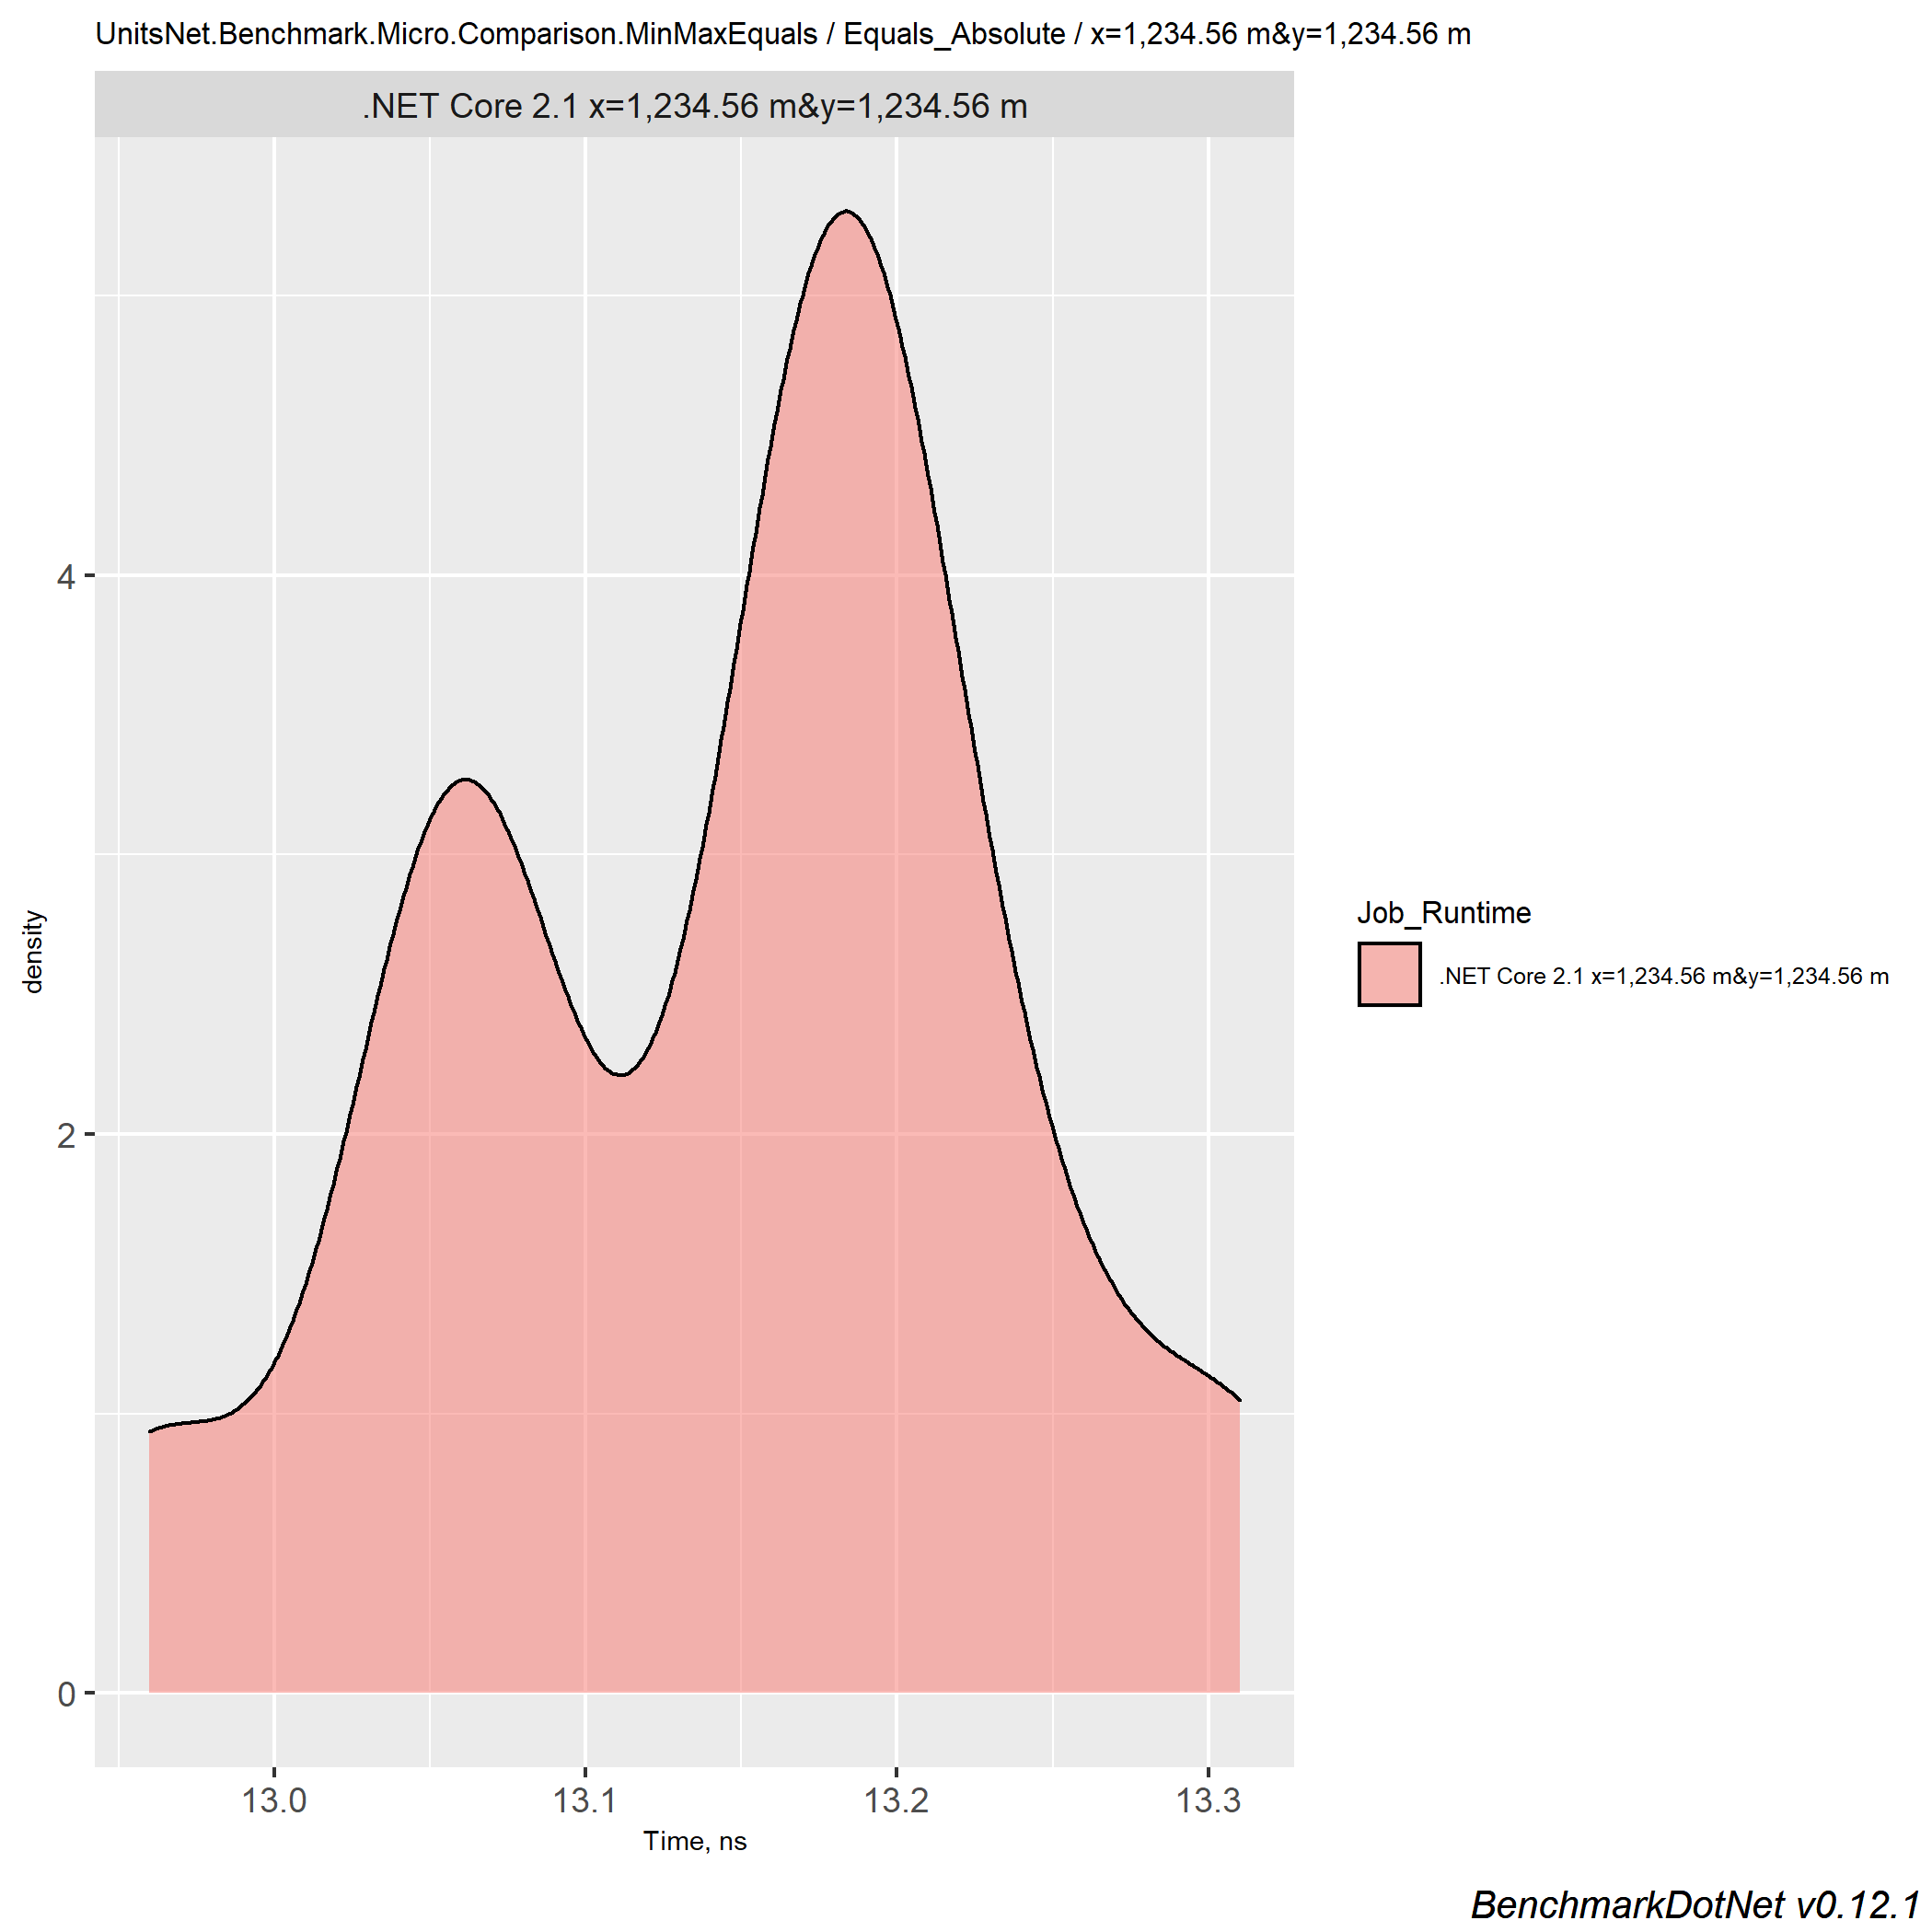 UnitsNet.Benchmark.Micro.Comparison.MinMaxEquals / Equals_Absolute / x=1,234.56 m&y=1,234.56 m
.NET Core 2.1 x=1,234.56 m&y=1,234.56 m
4
2
0
density
13.0 13.1 13.2 13.3
Time, ns
Job_Runtime
.NET Core 2.1 x=1,234.56 m&y=1,234.56 m
BenchmarkDotNet v0.12.1